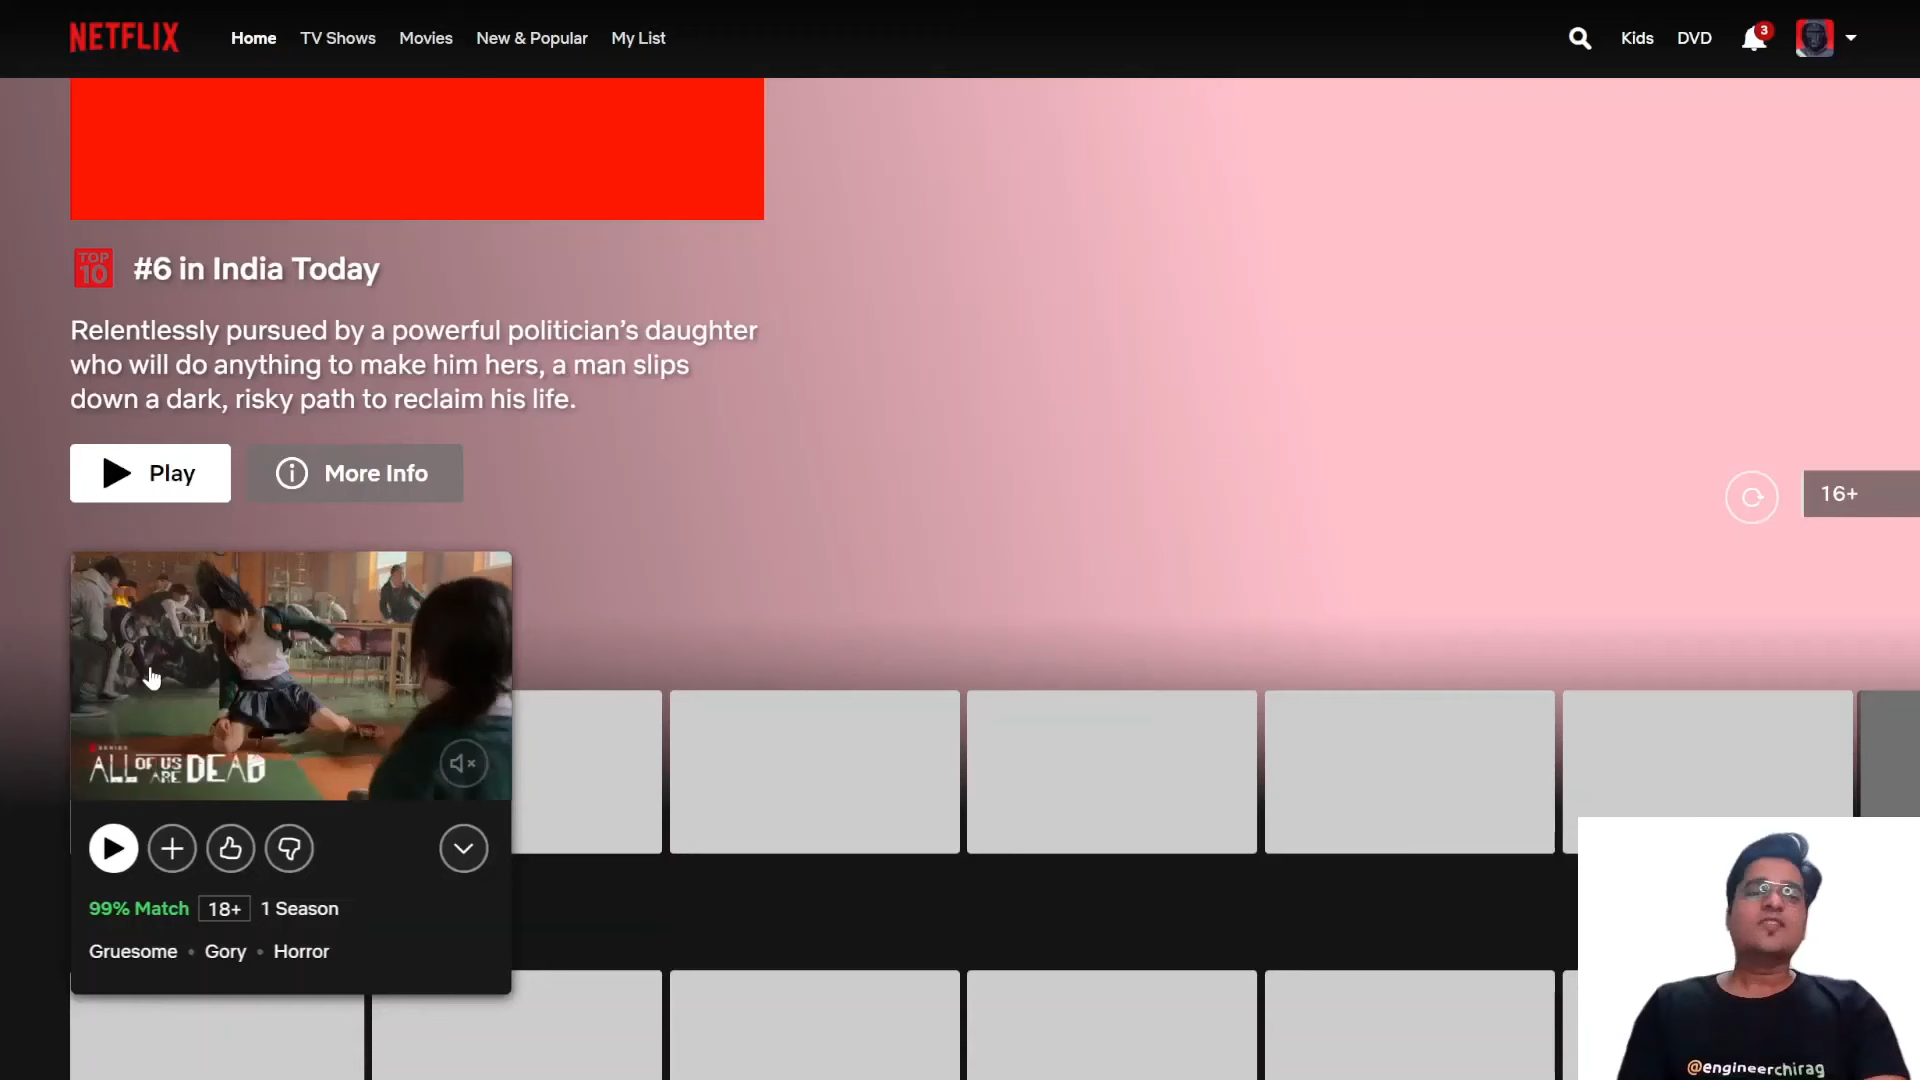 NETFLIX
Home
TV Shows
Movies
New & Popular
My List
Kids
DVD
3
TOP
10
#6 in India Today
Relentlessly pursued by a powerful politician's daughter
who will do anything to make him hers, a man slips
down a dark, risky path to reclaim his life.
Play
More Info
16+
SERIES
ALL OF US ARE DEAD
99% Match
18+
1 Season
Gruesome • Gory • Horror
@engineerchirag